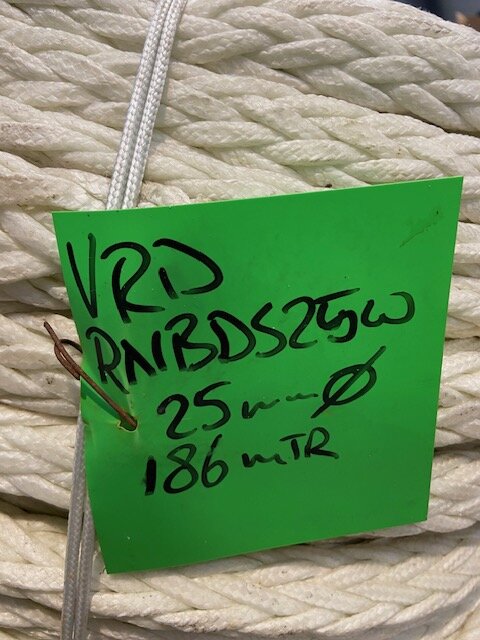 VRD
RNBDS25W
25mm Ø
186 mTR